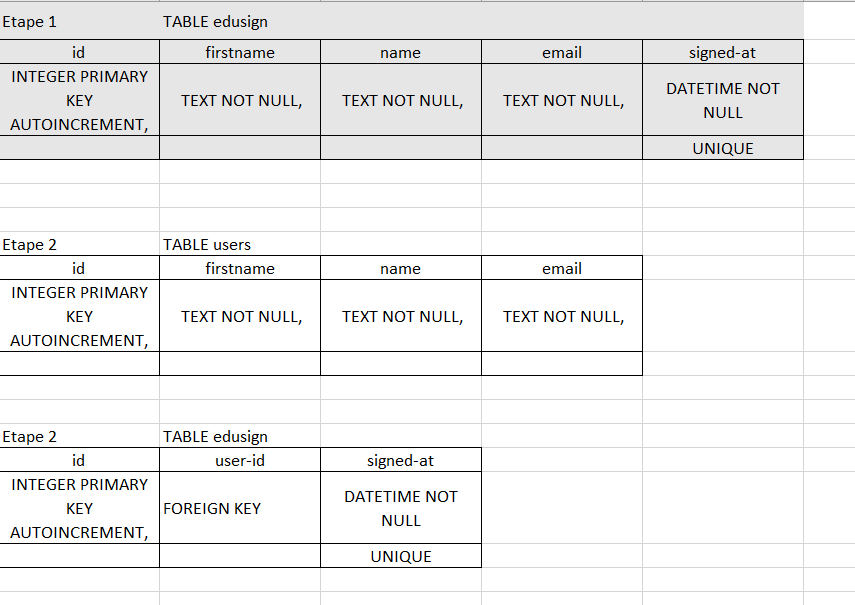 Etape 1 TABLE edusign
id firstname name email signed-at
INTEGER PRIMARY KEY AUTOINCREMENT, TEXT NOT NULL, TEXT NOT NULL, TEXT NOT NULL, DATETIME NOT NULL
UNIQUE
Etape 2 TABLE users
id firstname name email
INTEGER PRIMARY KEY AUTOINCREMENT, TEXT NOT NULL, TEXT NOT NULL, TEXT NOT NULL,
Etape 2 TABLE edusign
id user-id signed-at
INTEGER PRIMARY KEY AUTOINCREMENT, FOREIGN KEY DATETIME NOT NULL
UNIQUE